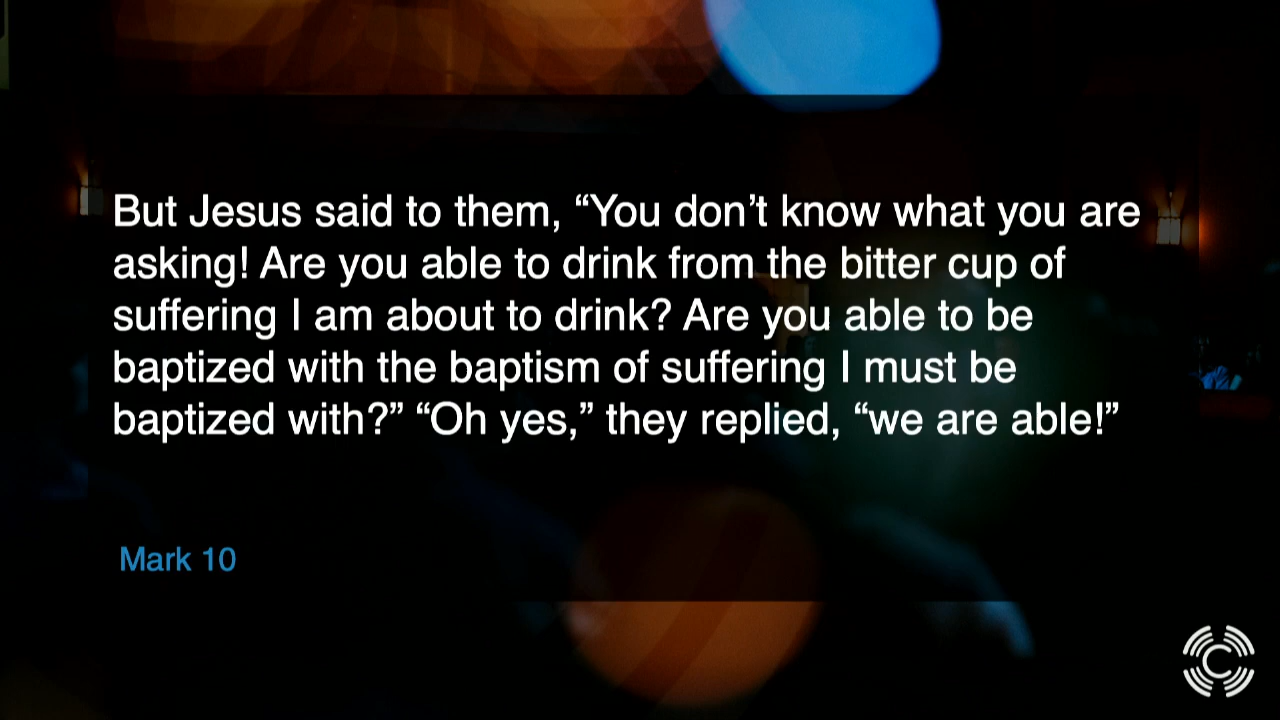 But Jesus said to them, “You don’t know what you are
asking! Are you able to drink from the bitter cup of
suffering I am about to drink? Are you able to be
baptized with the baptism of suffering I must be
baptized with?” “Oh yes,” they replied, “we are able!”
Mark 10
C